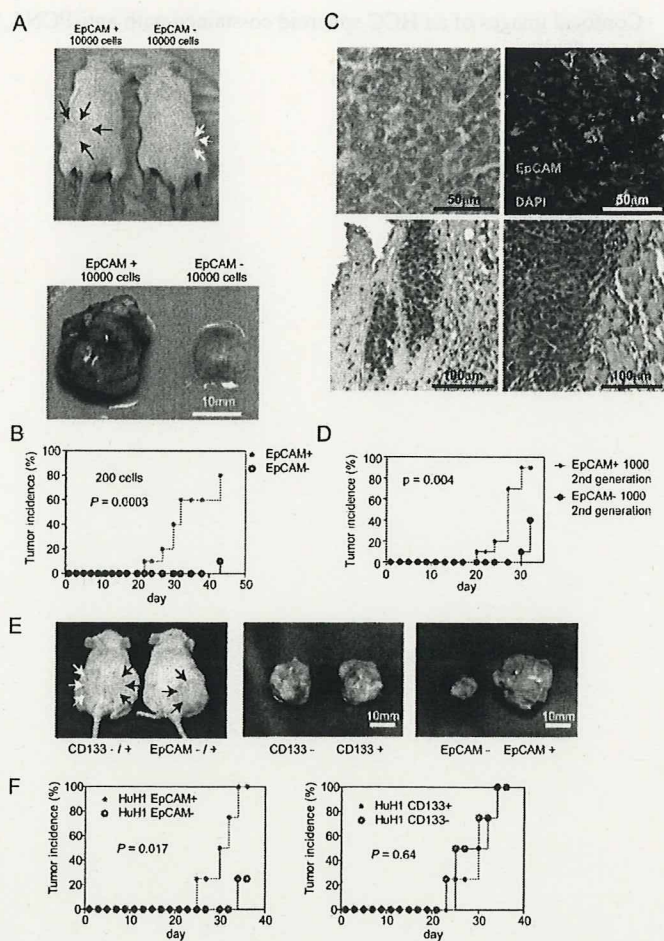 A
EpCAM + 10000 cells
EpCAM - 10000 cells
EpCAM + 10000 cells
EpCAM - 10000 cells
10mm
C
EpCAM
DAPI
50µm
50µm
100µm
100µm
B
Tumor incidence (%)
100
80
60
40
20
0
200 cells
P = 0.0003
EpCAM+
EpCAM-
0
10
20
30
40
50
day
D
Tumor incidence (%)
100
80
60
40
20
0
p = 0.004
EpCAM+ 1000
2nd generation
EpCAM- 1000
2nd generation
0
10
20
30
day
E
CD133 - / +
EpCAM - / +
10mm
CD133 -
CD133 +
10mm
EpCAM -
EpCAM +
F
Tumor incidence (%)
100
80
60
40
20
0
HuH1 EpCAM+
HuH1 EpCAM-
P = 0.017
0
10
20
30
40
day
Tumor incidence (%)
100
80
60
40
20
0
HuH1 CD133+
HuH1 CD133-
P = 0.64
0
10
20
30
40
day